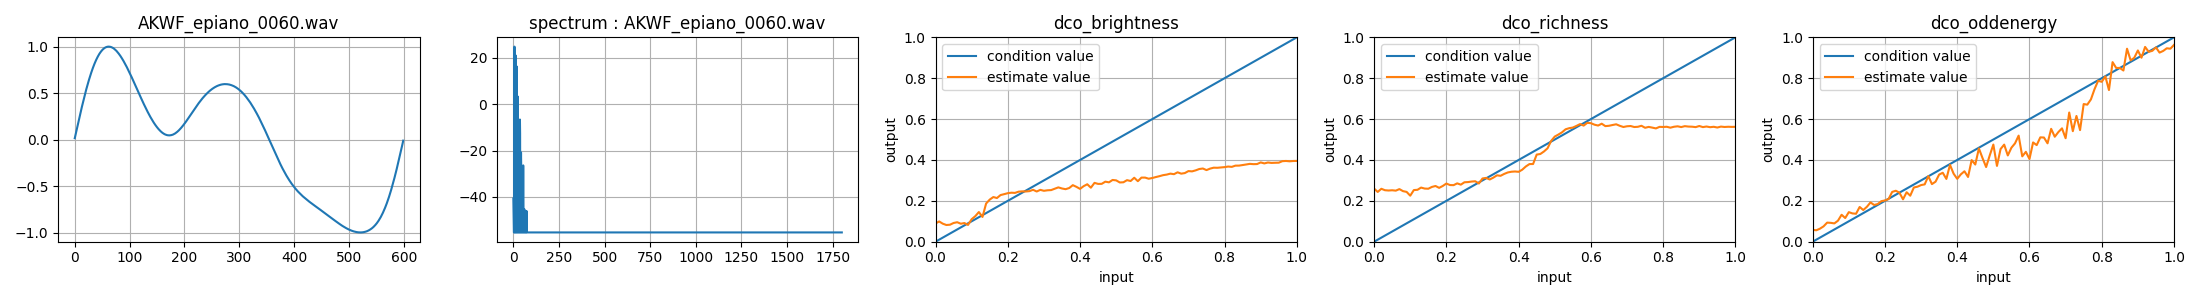 AKWF_epiano_0060.wav
1.0
0.5
0.0
−0.5
−1.0
0 100 200 300 400 500 600
spectrum : AKWF_epiano_0060.wav
20
0
−20
−40
0 250 500 750 1000 1250 1500 1750
dco_brightness
condition value
estimate value
output
1.0
0.8
0.6
0.4
0.2
0.0
0.0 0.2 0.4 0.6 0.8 1.0
input
dco_richness
condition value
estimate value
output
1.0
0.8
0.6
0.4
0.2
0.0
0.0 0.2 0.4 0.6 0.8 1.0
input
dco_oddenergy
condition value
estimate value
output
1.0
0.8
0.6
0.4
0.2
0.0
0.0 0.2 0.4 0.6 0.8 1.0
input